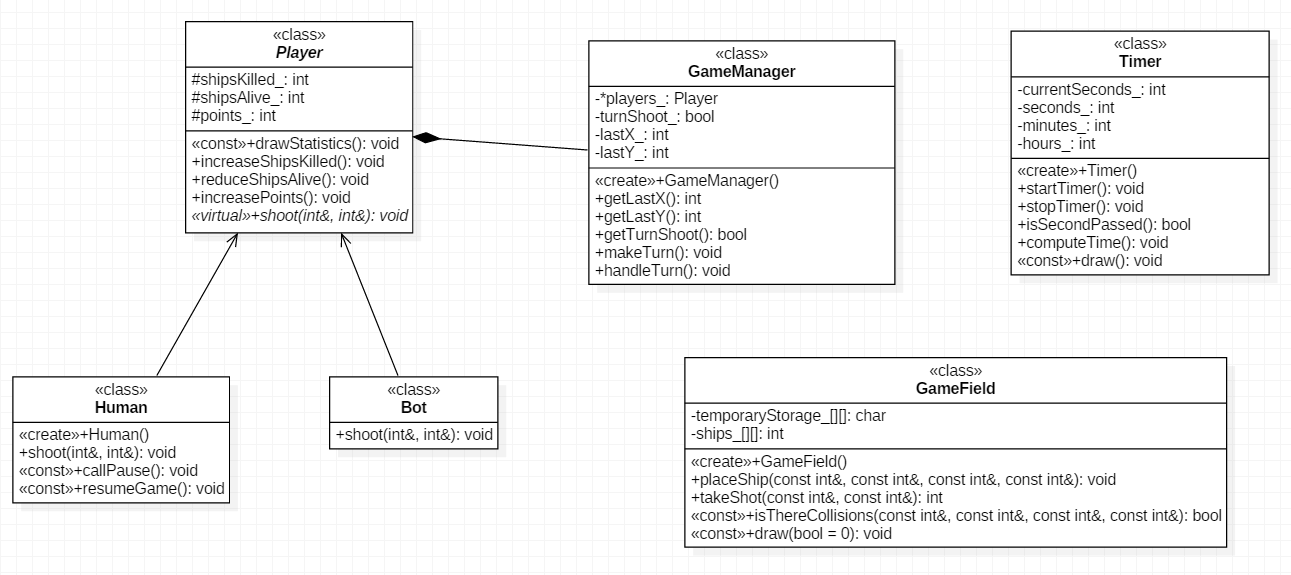 «class»
Player
#shipsKilled_: int
#shipsAlive_: int
#points_: int
«const»+drawStatistics(): void
+increaseShipsKilled(): void
+reduceShipsAlive(): void
+increasePoints(): void
«virtual»+shoot(int&, int&): void
«class»
GameManager
-*players_: Player
-turnShoot_: bool
-lastX_: int
-lastY_: int
«create»+GameManager()
+getLastX(): int
+getLastY(): int
+getTurnShoot(): bool
+makeTurn(): void
+handleTurn(): void
«class»
Timer
-currentSeconds_: int
-seconds_: int
-minutes_: int
-hours_: int
«create»+Timer()
+startTimer(): void
+stopTimer(): void
+isSecondPassed(): bool
+computeTime(): void
«const»+draw(): void
«class»
Human
«create»+Human()
+shoot(int&, int&): void
«const»+callPause(): void
«const»+resumeGame(): void
«class»
Bot
+shoot(int&, int&): void
«class»
GameField
-temporaryStorage_[][]: char
-ships_[][]: int
«create»+GameField()
+placeShip(const int&, const int&, const int&, const int&): void
+takeShot(const int&, const int&): int
«const»+isThereCollisions(const int&, const int&, const int&, const int&): bool
«const»+draw(bool = 0): void